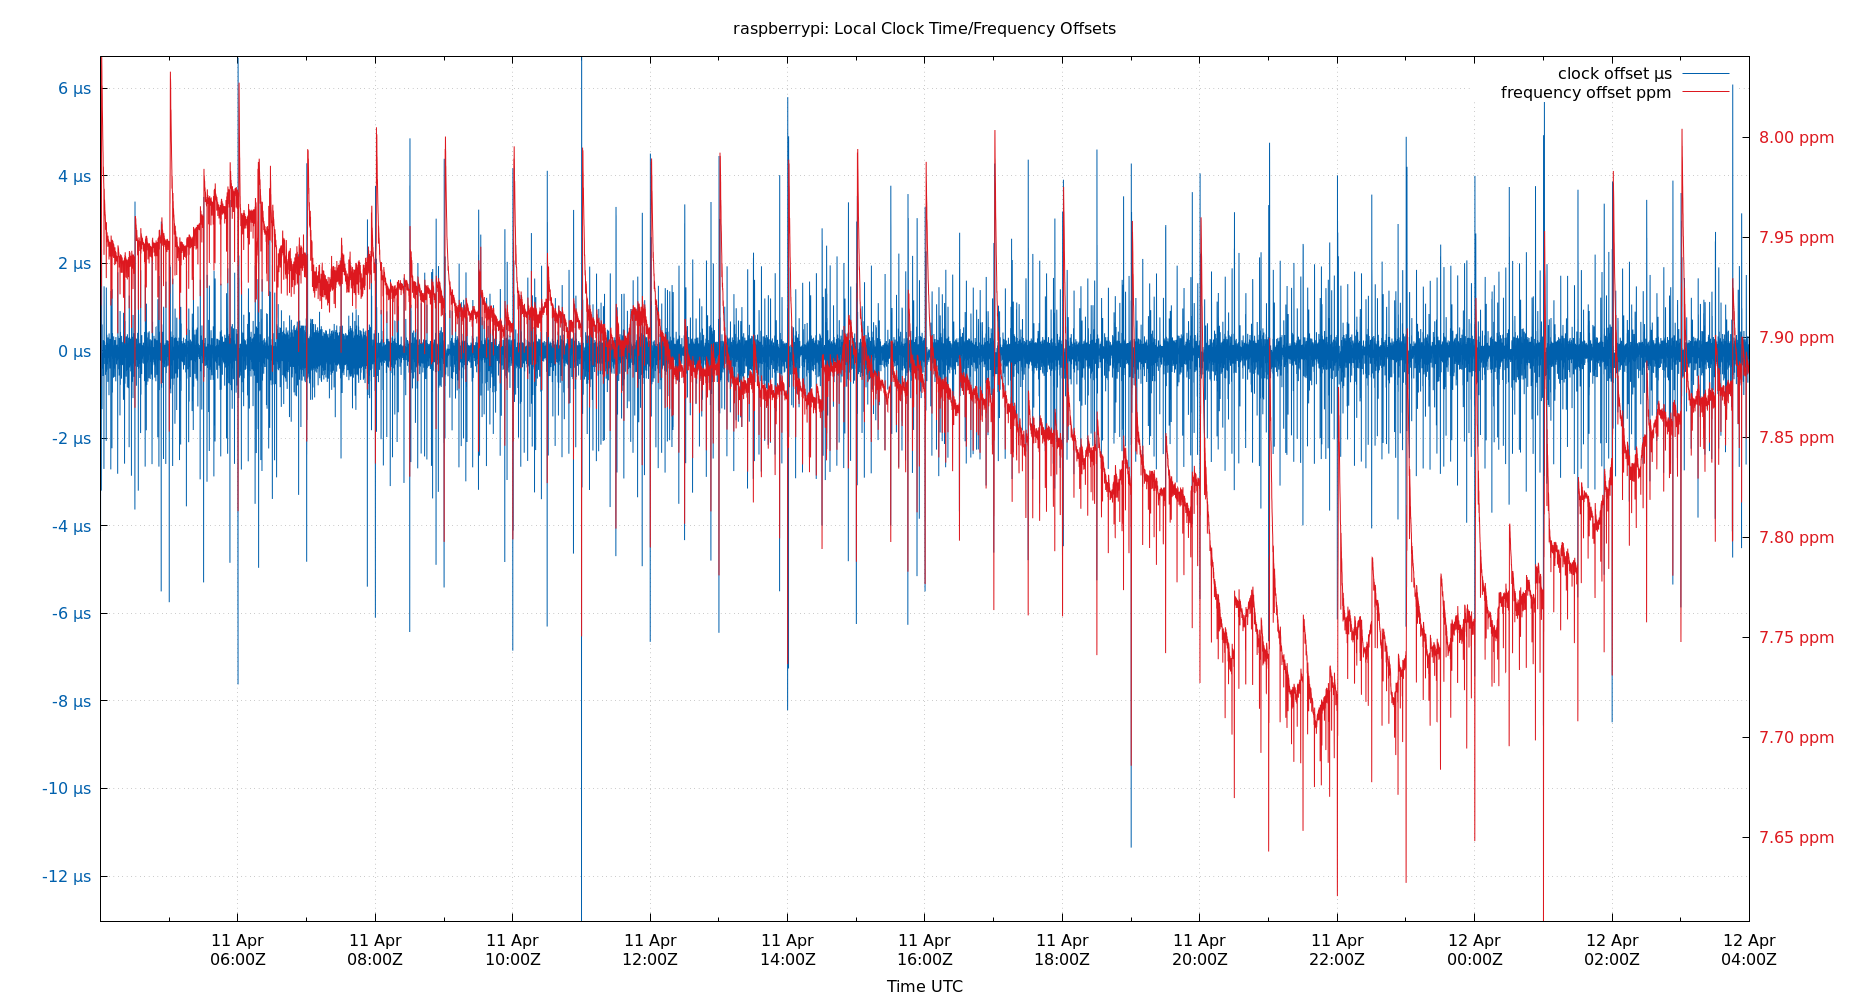 raspberrypi: Local Clock Time/Frequency Offsets
clock offset µs
frequency offset ppm
6 µs
4 µs
2 µs
0 µs
-2 µs
-4 µs
-6 µs
-8 µs
-10 µs
-12 µs
8.00 ppm
7.95 ppm
7.90 ppm
7.85 ppm
7.80 ppm
7.75 ppm
7.70 ppm
7.65 ppm
11 Apr
06:00Z
11 Apr
08:00Z
11 Apr
10:00Z
11 Apr
12:00Z
11 Apr
14:00Z
11 Apr
16:00Z
11 Apr
18:00Z
11 Apr
20:00Z
11 Apr
22:00Z
12 Apr
00:00Z
12 Apr
02:00Z
12 Apr
04:00Z
Time UTC